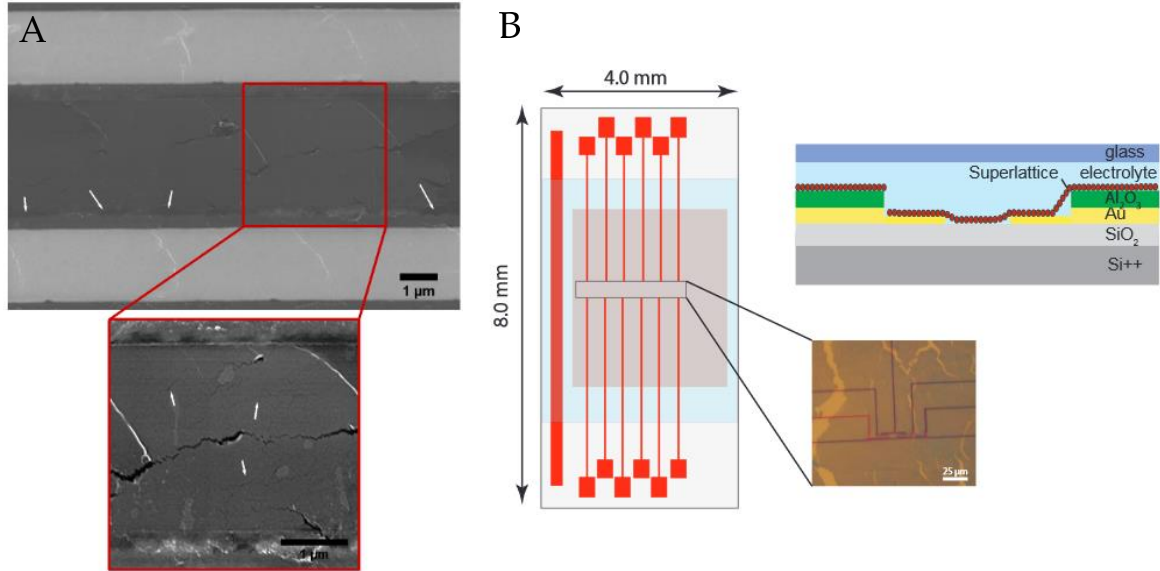 A
1 µm
1 µm
B
4.0 mm
8.0 mm
25 µm
glass
Superlattice
electrolyte
Al2O3
Au
SiO2
Si++